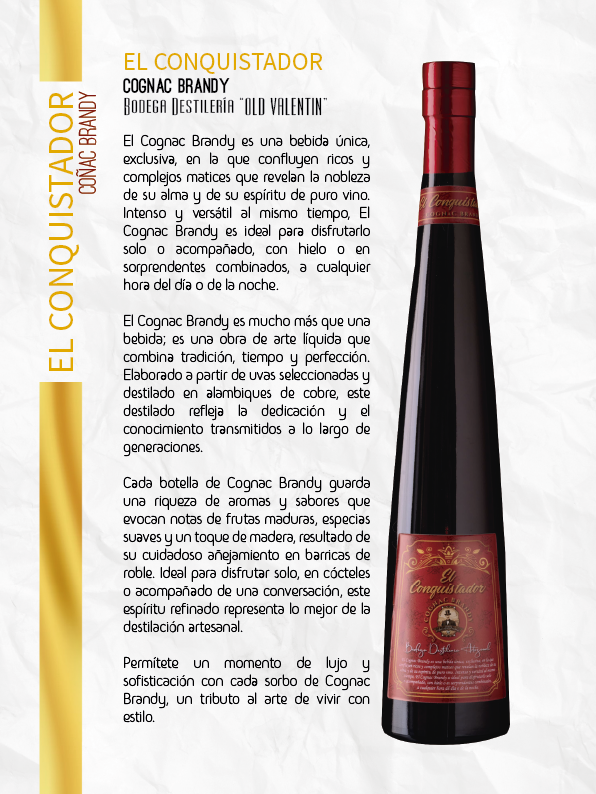 EL CONQUISTADOR
COÑAC BRANDY
EL CONQUISTADOR
COGNAC BRANDY
BODEGA DESTILERÍA "OLD VALENTIN"
El Cognac Brandy es una bebida única,
exclusiva, en la que confluyen ricos y
complejos matices que revelan la nobleza
de su alma y de su espíritu de puro vino.
Intenso y versátil al mismo tiempo, El
Cognac Brandy es ideal para disfrutarlo
solo o acompañado, con hielo o en
sorprendentes combinados, a cualquier
hora del día o de la noche.
El Cognac Brandy es mucho más que una
bebida; es una obra de arte líquida que
combina tradición, tiempo y perfección.
Elaborado a partir de uvas seleccionadas y
destilado en alambiques de cobre, este
destilado refleja la dedicación y el
conocimiento transmitidos a lo largo de
generaciones.
Cada botella de Cognac Brandy guarda
una riqueza de aromas y sabores que
evocan notas de frutas maduras, especias
suaves y un toque de madera, resultado de
su cuidadoso añejamiento en barricas de
roble. Ideal para disfrutar solo, en cócteles
o acompañado de una conversación, este
espíritu refinado representa lo mejor de la
destilación artesanal.
Permítete un momento de lujo y
sofisticación con cada sorbo de Cognac
Brandy, un tributo al arte de vivir con
estilo.
El Conquistador
COGNAC BRANDY
El
Conquistador
COGNAC BRANDY
Bodega Destilería Artesanal